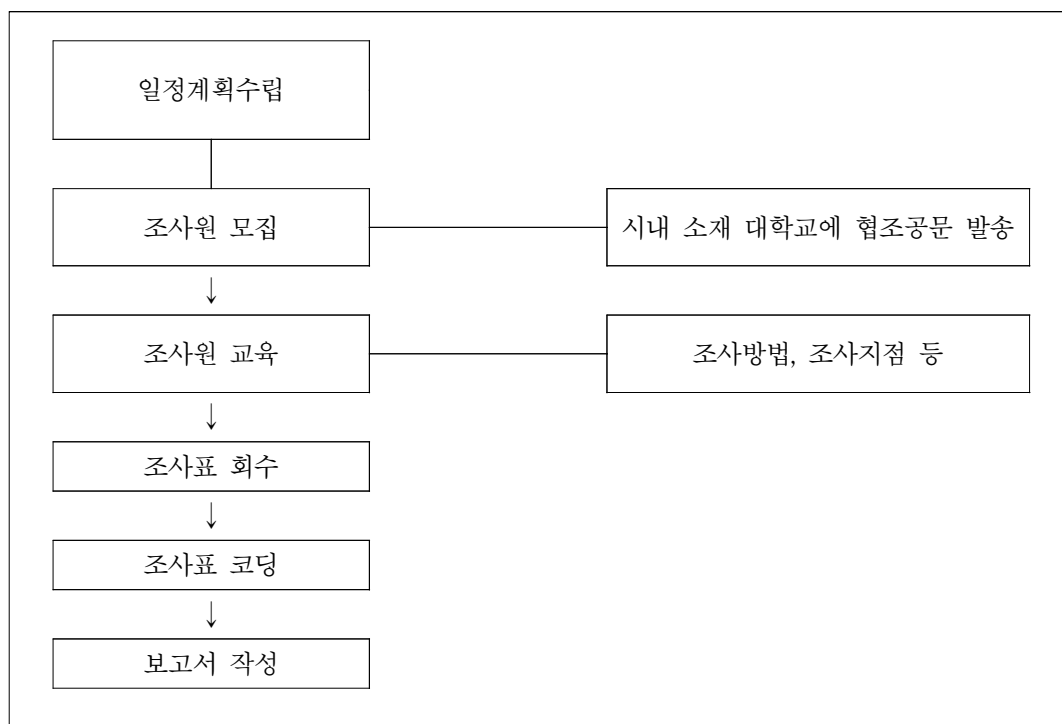 일정계획수립
조사원 모집
시내 소재 대학교에 협조공문 발송
↓
조사원 교육
조사방법, 조사지점 등
↓
조사표 회수
↓
조사표 코딩
↓
보고서 작성